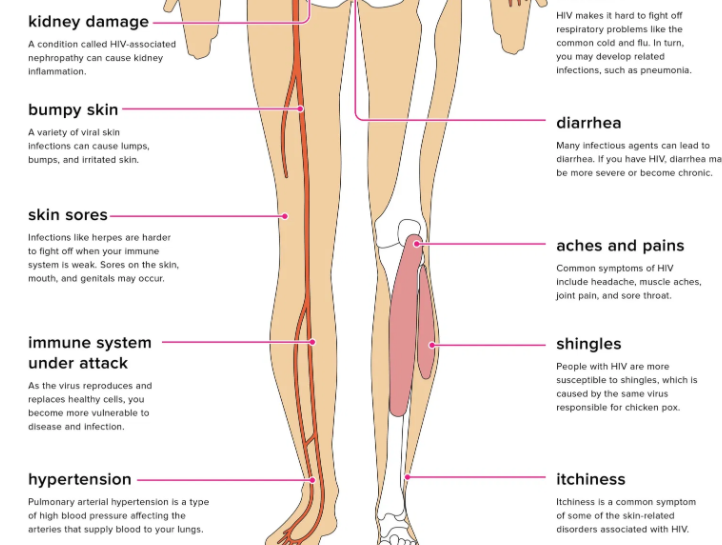 kidney damage
A condition called HIV-associated
nephropathy can cause kidney
inflammation.
bumpy skin
A variety of viral skin
infections can cause lumps,
bumps, and irritated skin.
skin sores
Infections like herpes are harder
to fight off when your immune
system is weak. Sores on the skin,
mouth, and genitals may occur.
immune system
under attack
As the virus reproduces and
replaces healthy cells, you
become more vulnerable to
disease and infection.
hypertension
Pulmonary arterial hypertension is a type
of high blood pressure affecting the
arteries that supply blood to your lungs.
HIV makes it hard to fight off
respiratory problems like the
common cold and flu. In turn,
you may develop related
infections, such as pneumonia.
diarrhea
Many infectious agents can lead to
diarrhea. If you have HIV, diarrhea ma
be more severe or become chronic.
aches and pains
Common symptoms of HIV
include headache, muscle aches,
joint pain, and sore throat.
shingles
People with HIV are more
susceptible to shingles, which is
caused by the same virus
responsible for chicken pox.
itchiness
Itchiness is a common symptom
of some of the skin-related
disorders associated with HIV.